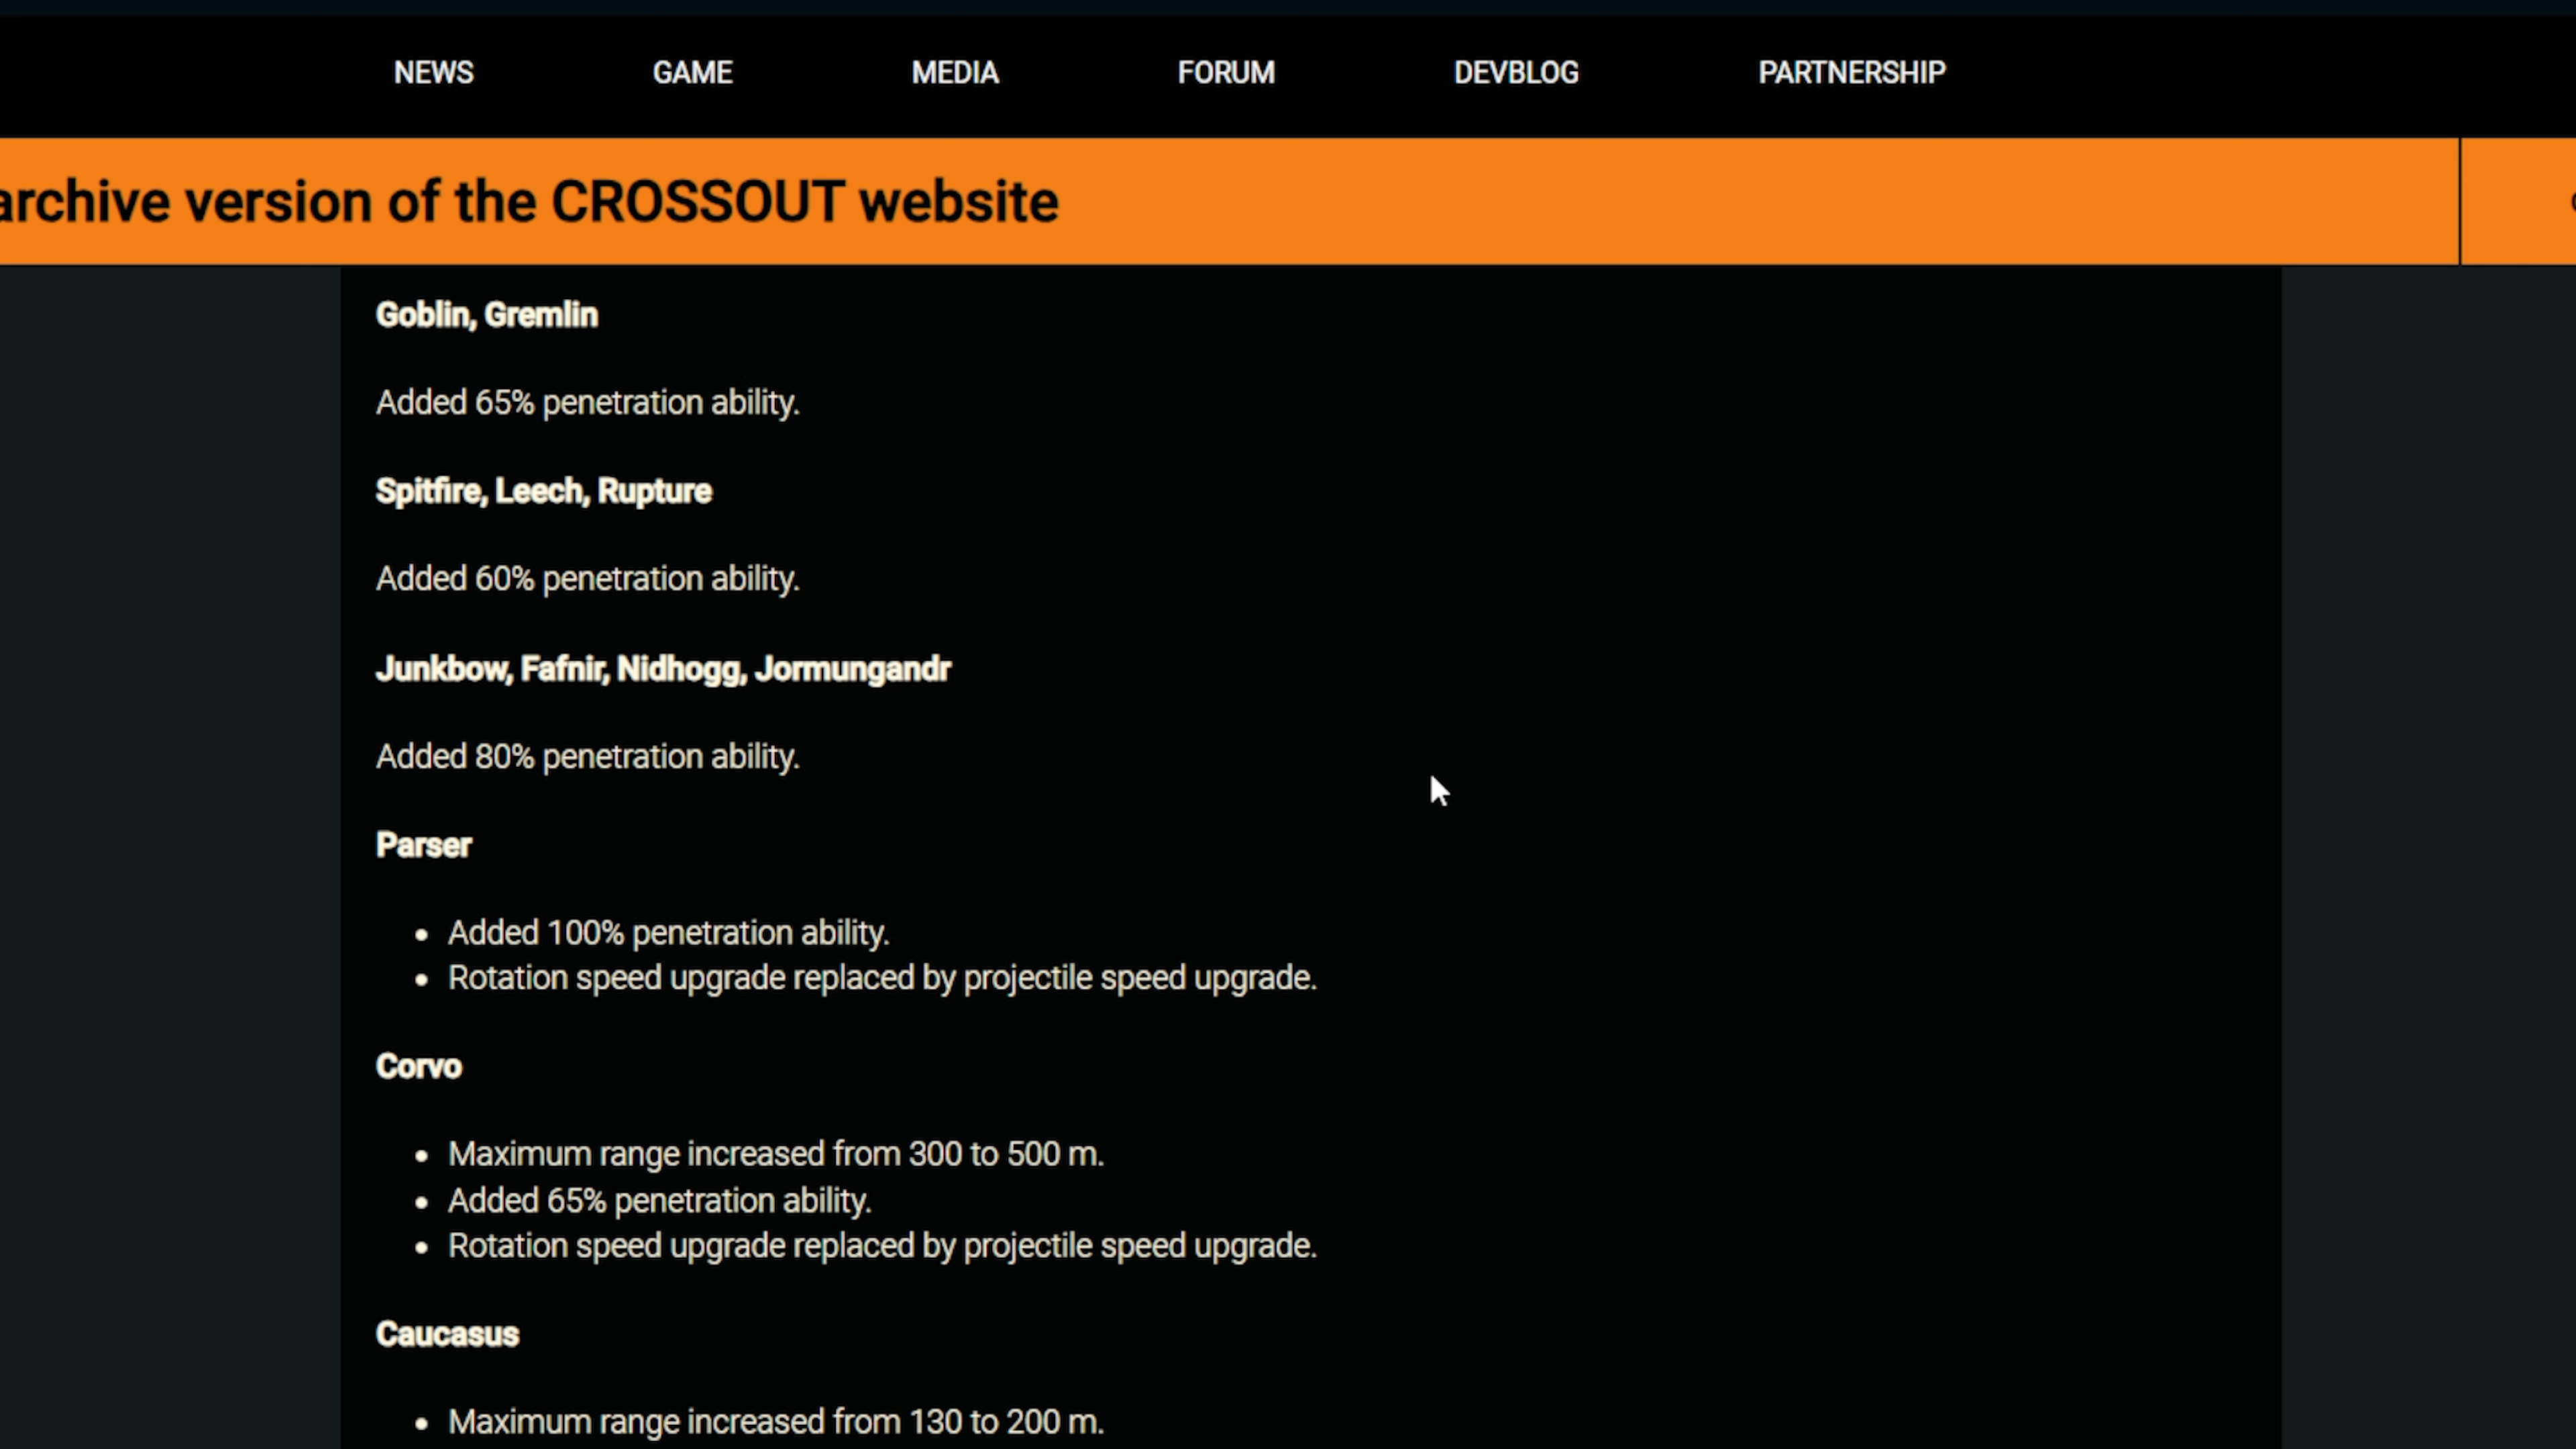 NEWS GAME MEDIA FORUM DEVBLOG PARTNERSHIP
archive version of the CROSSOUT website
Goblin, Gremlin
Added 65% penetration ability.
Spitfire, Leech, Rupture
Added 60% penetration ability.
Junkbow, Fafnir, Nidhogg, Jormungandr
Added 80% penetration ability.
Parser
• Added 100% penetration ability.
• Rotation speed upgrade replaced by projectile speed upgrade.
Corvo
• Maximum range increased from 300 to 500 m.
• Added 65% penetration ability.
• Rotation speed upgrade replaced by projectile speed upgrade.
Caucasus
• Maximum range increased from 130 to 200 m.